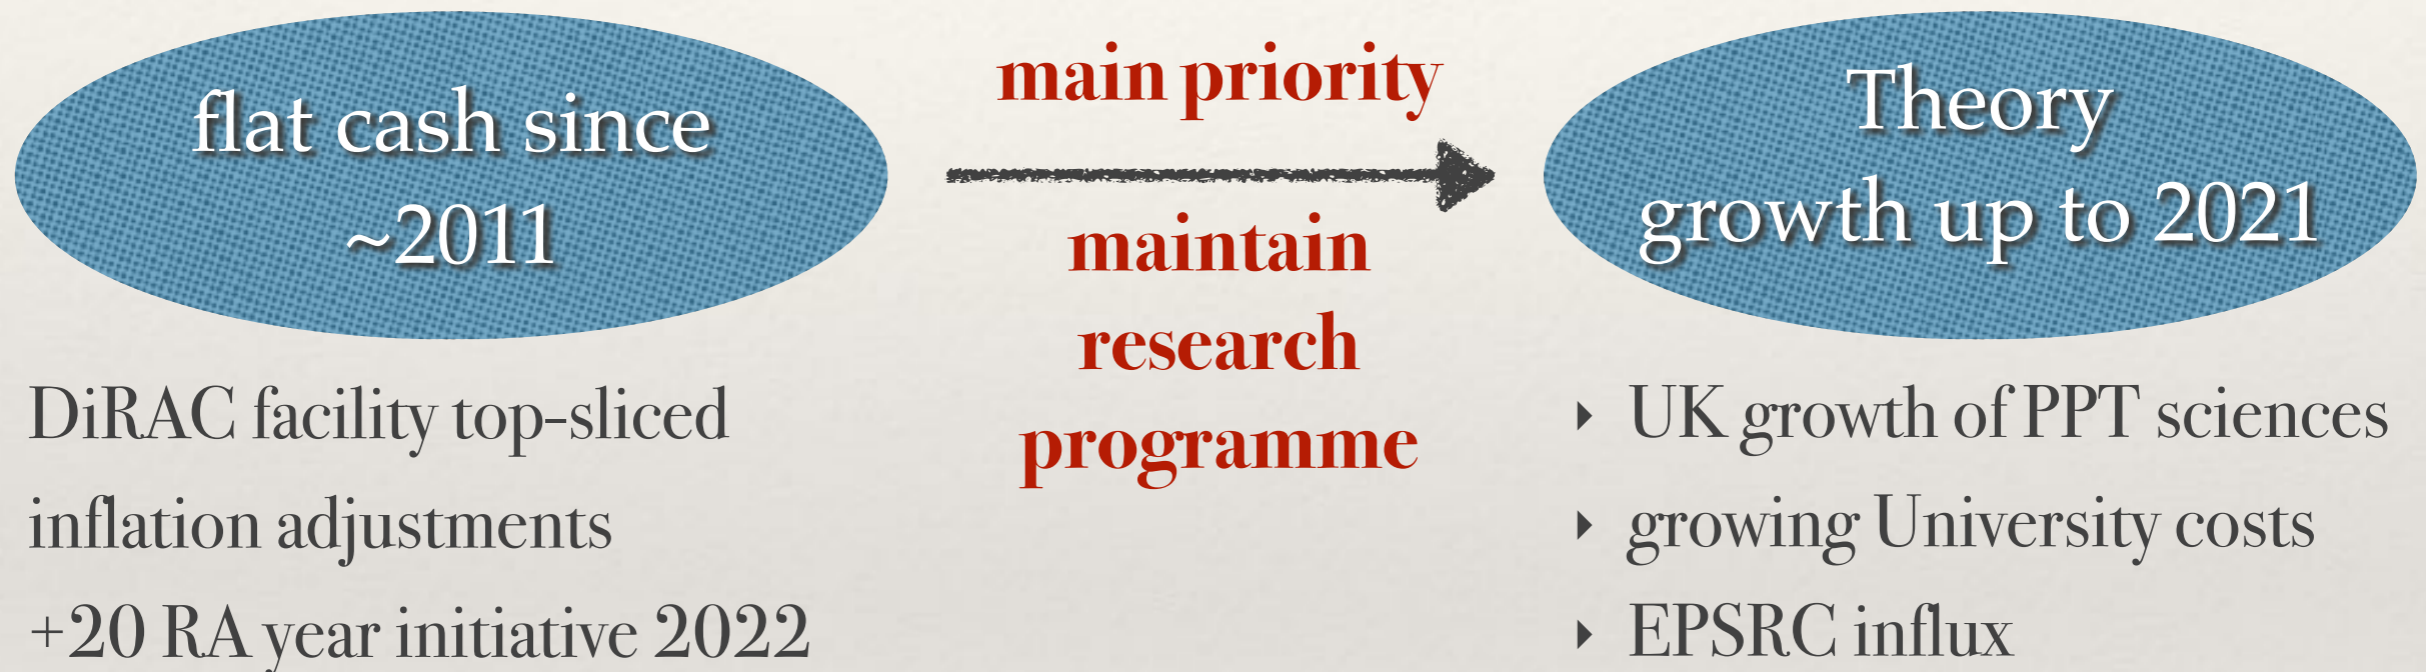 flat cash since
~2011
DiRAC facility top-sliced
inflation adjustments
+20 RA year initiative 2022
main priority
maintain
research
programme
Theory
growth up to 2021
‣ UK growth of PPT sciences
‣ growing University costs
‣ EPSRC influx